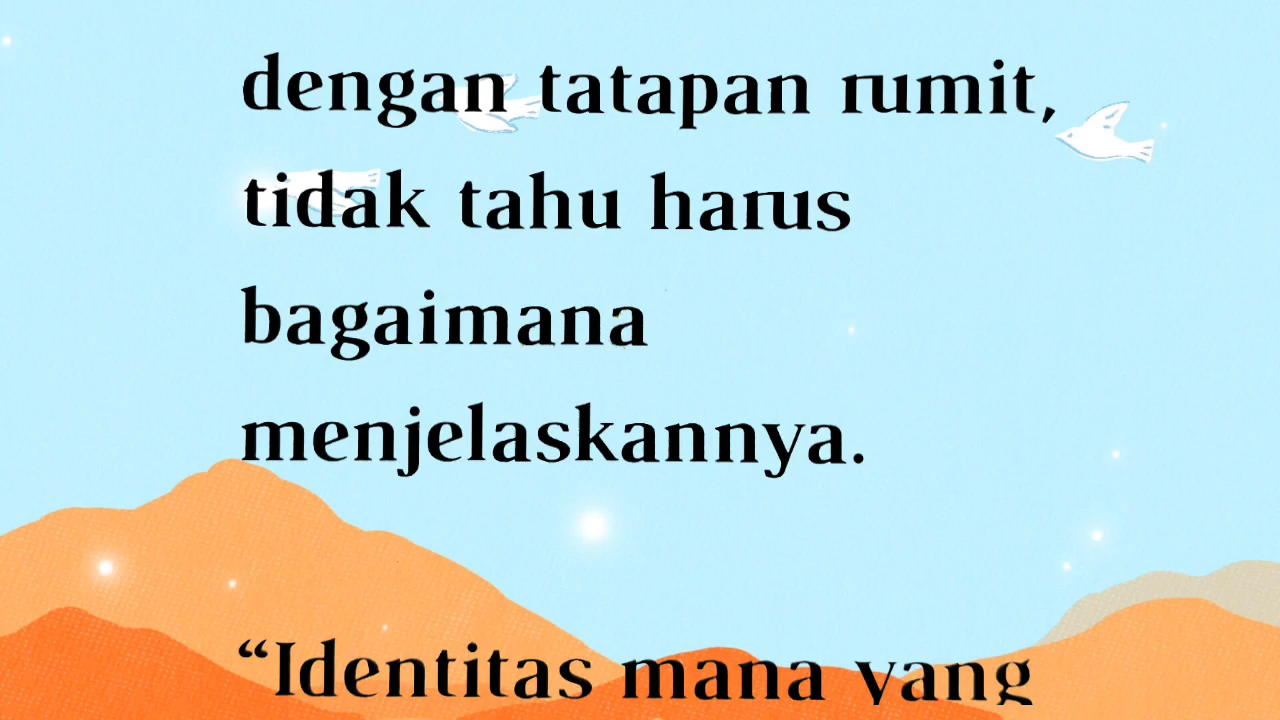 dengan tatapan rumit,
tidak tahu harus
bagaimana
menjelaskannya.
“Identitas mana yang